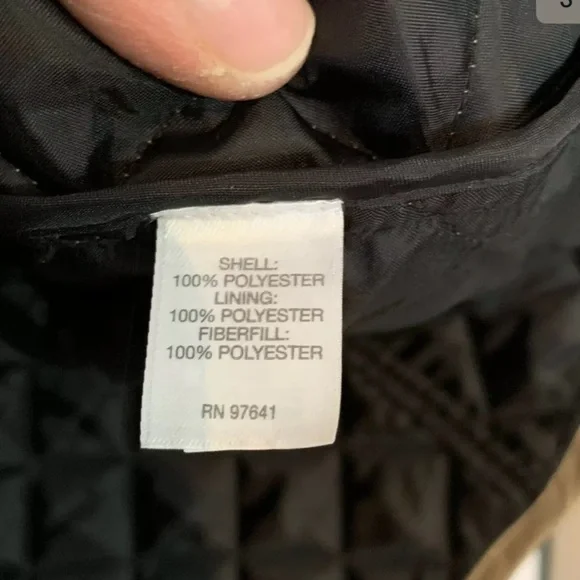 SHELL:
100% POLYESTER
LINING:
100% POLYESTER
FIBERFILL:
100% POLYESTER
RN 97641